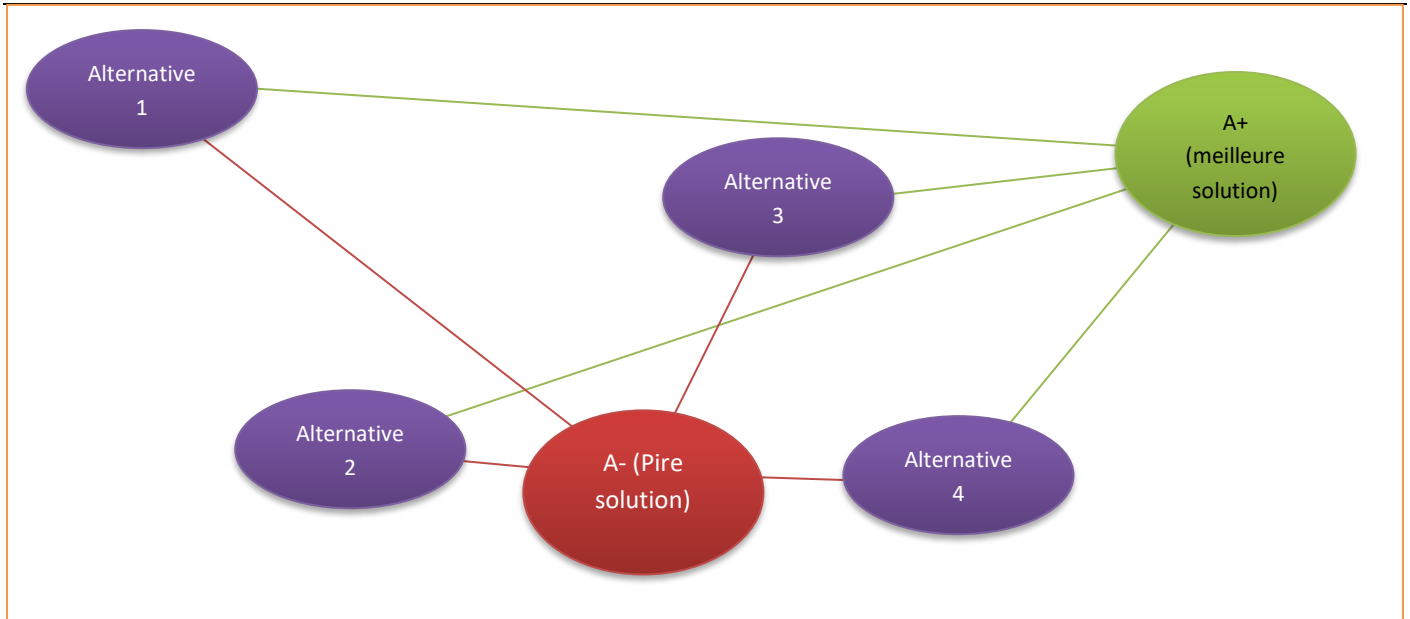 Alternative
1
A+
(meilleure
solution)
Alternative
3
Alternative
2
A- (Pire
solution)
Alternative
4